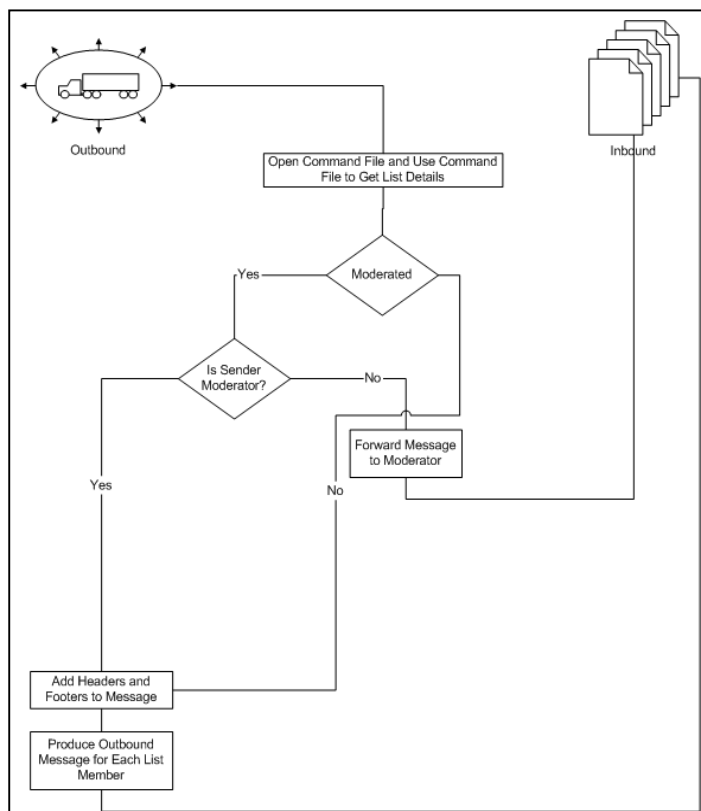 Outbound
Inbound
Open Command File and Use Command
File to Get List Details
Moderated
Yes
Is Sender
Moderator?
No
Forward Message
to Moderator
Yes
No
Add Headers and
Footers to Message
Produce Outbound
Message for Each List
Member